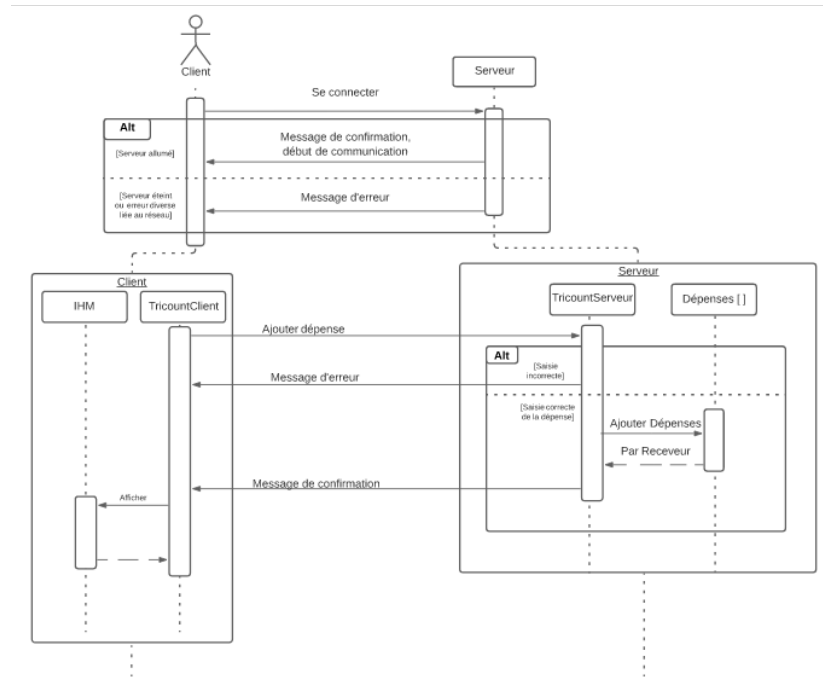 Client
Serveur
Se connecter
Alt
Message de confirmation,
début de communication
[Serveur allumé]
[Serveur éteint
ou erreur diverse
liée au réseau]
Message d'erreur
Client
Serveur
IHM
TricountClient
TricountServeur
Dépenses [ ]
Ajouter dépense
Alt
[Saisie
incorrecte]
Message d'erreur
[Saisie correcte
de la dépense]
Ajouter Dépenses
Par Receveur
Message de confirmation
Afficher